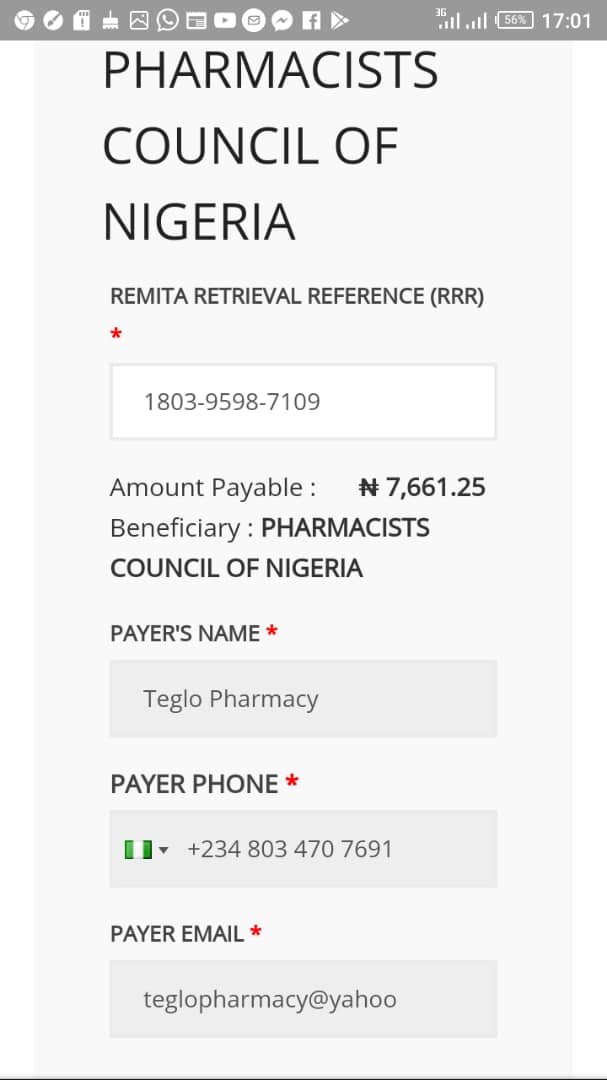 3G 56% 17:01
PHARMACISTS
COUNCIL OF
NIGERIA
REMITA RETRIEVAL REFERENCE (RRR)
*
1803-9598-7109
Amount Payable : ₦ 7,661.25
Beneficiary : PHARMACISTS
COUNCIL OF NIGERIA
PAYER'S NAME *
Teglo Pharmacy
PAYER PHONE *
+234 803 470 7691
PAYER EMAIL *
teglopharmacy@yahoo